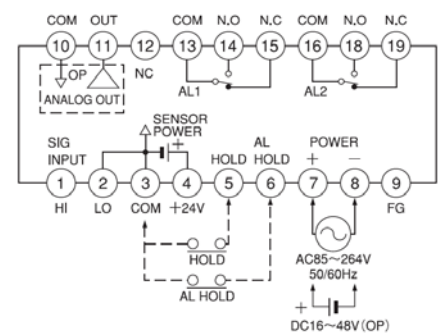 COM OUT COM N.O N.C COM N.O N.C
10 11 12 13 14 15 16 18 19
OP NC
ANALOG OUT AL1 AL2
SENSOR
POWER
SIG
INPUT
+ HOLD AL
HOLD POWER
+ −
1 2 3 4 5 6 7 8 9
HI LO COM +24V FG
HOLD
AL HOLD
AC85~264V
50/60Hz
+
DC16~48V(OP)